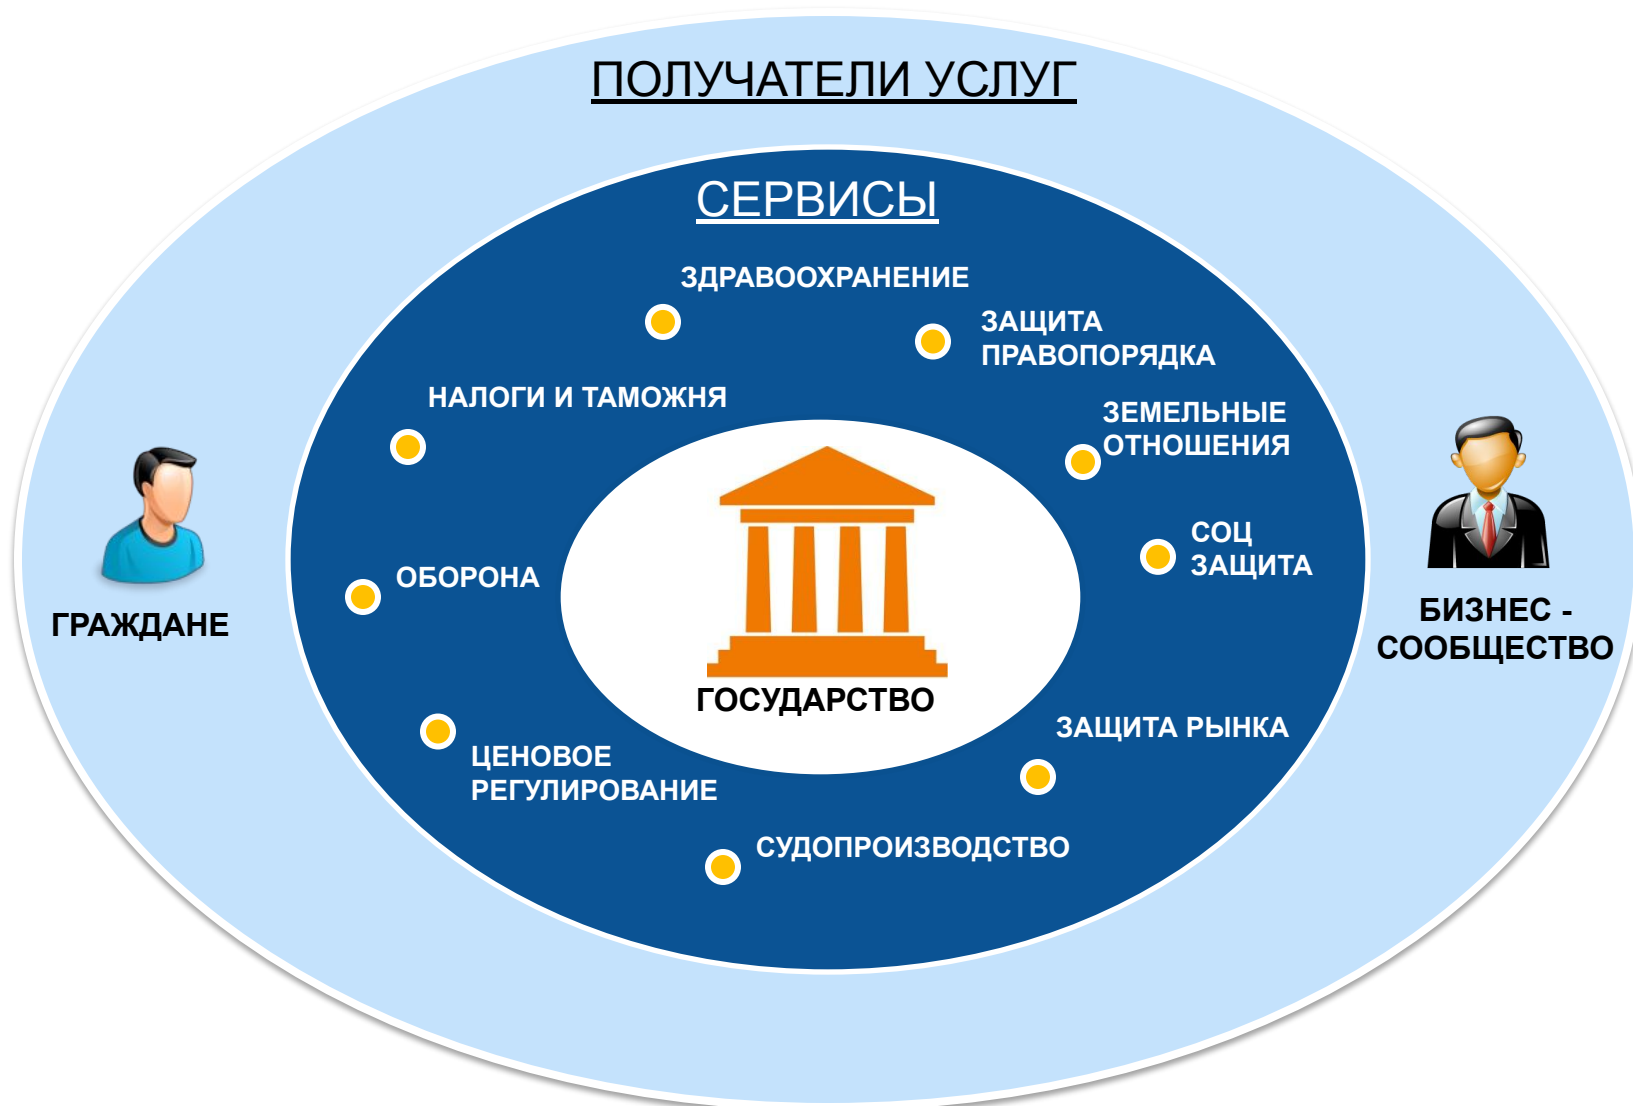 ПОЛУЧАТЕЛИ УСЛУГ
СЕРВИСЫ
ЗДРАВООХРАНЕНИЕ
ЗАЩИТА
ПРАВОПОРЯДКА
НАЛОГИ И ТАМОЖНЯ
ЗЕМЕЛЬНЫЕ
ОТНОШЕНИЯ
СОЦ
ЗАЩИТА
ОБОРОНА
ГРАЖДАНЕ
БИЗНЕС -
СООБЩЕСТВО
ГОСУДАРСТВО
ЗАЩИТА РЫНКА
ЦЕНОВОЕ
РЕГУЛИРОВАНИЕ
СУДОПРОИЗВОДСТВО